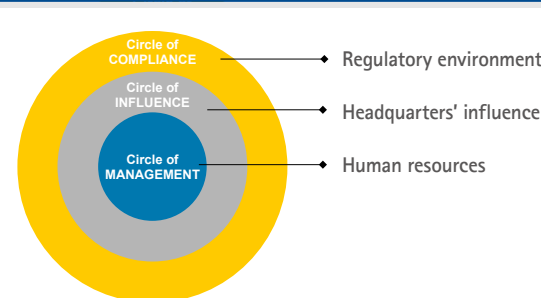 Circle of
COMPLIANCE
Regulatory environment
Circle of
INFLUENCE
Headquarters' influence
Circle of
MANAGEMENT
Human resources